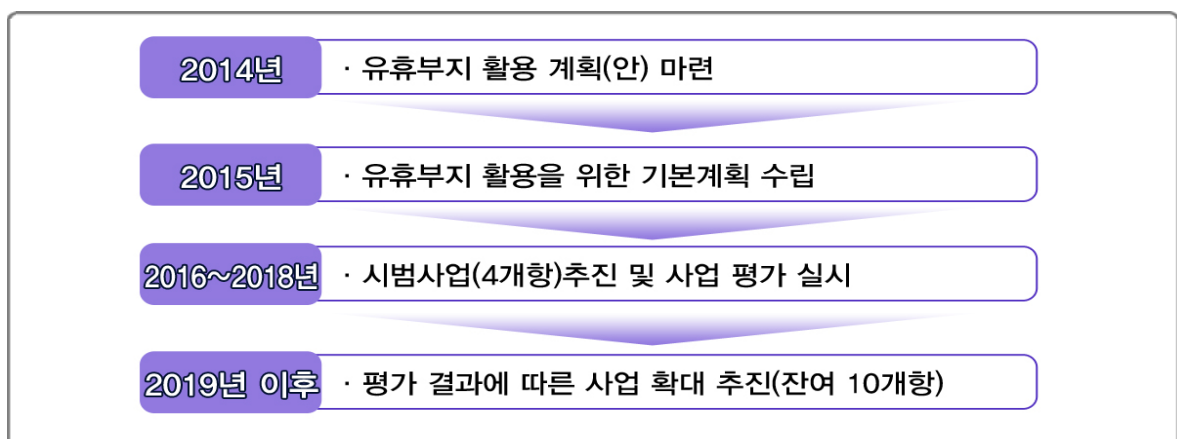 2014년 · 유휴부지 활용 계획(안) 마련
2015년 · 유휴부지 활용을 위한 기본계획 수립
2016~2018년 · 시범사업(4개항)추진 및 사업 평가 실시
2019년 이후 · 평가 결과에 따른 사업 확대 추진(잔여 10개항)